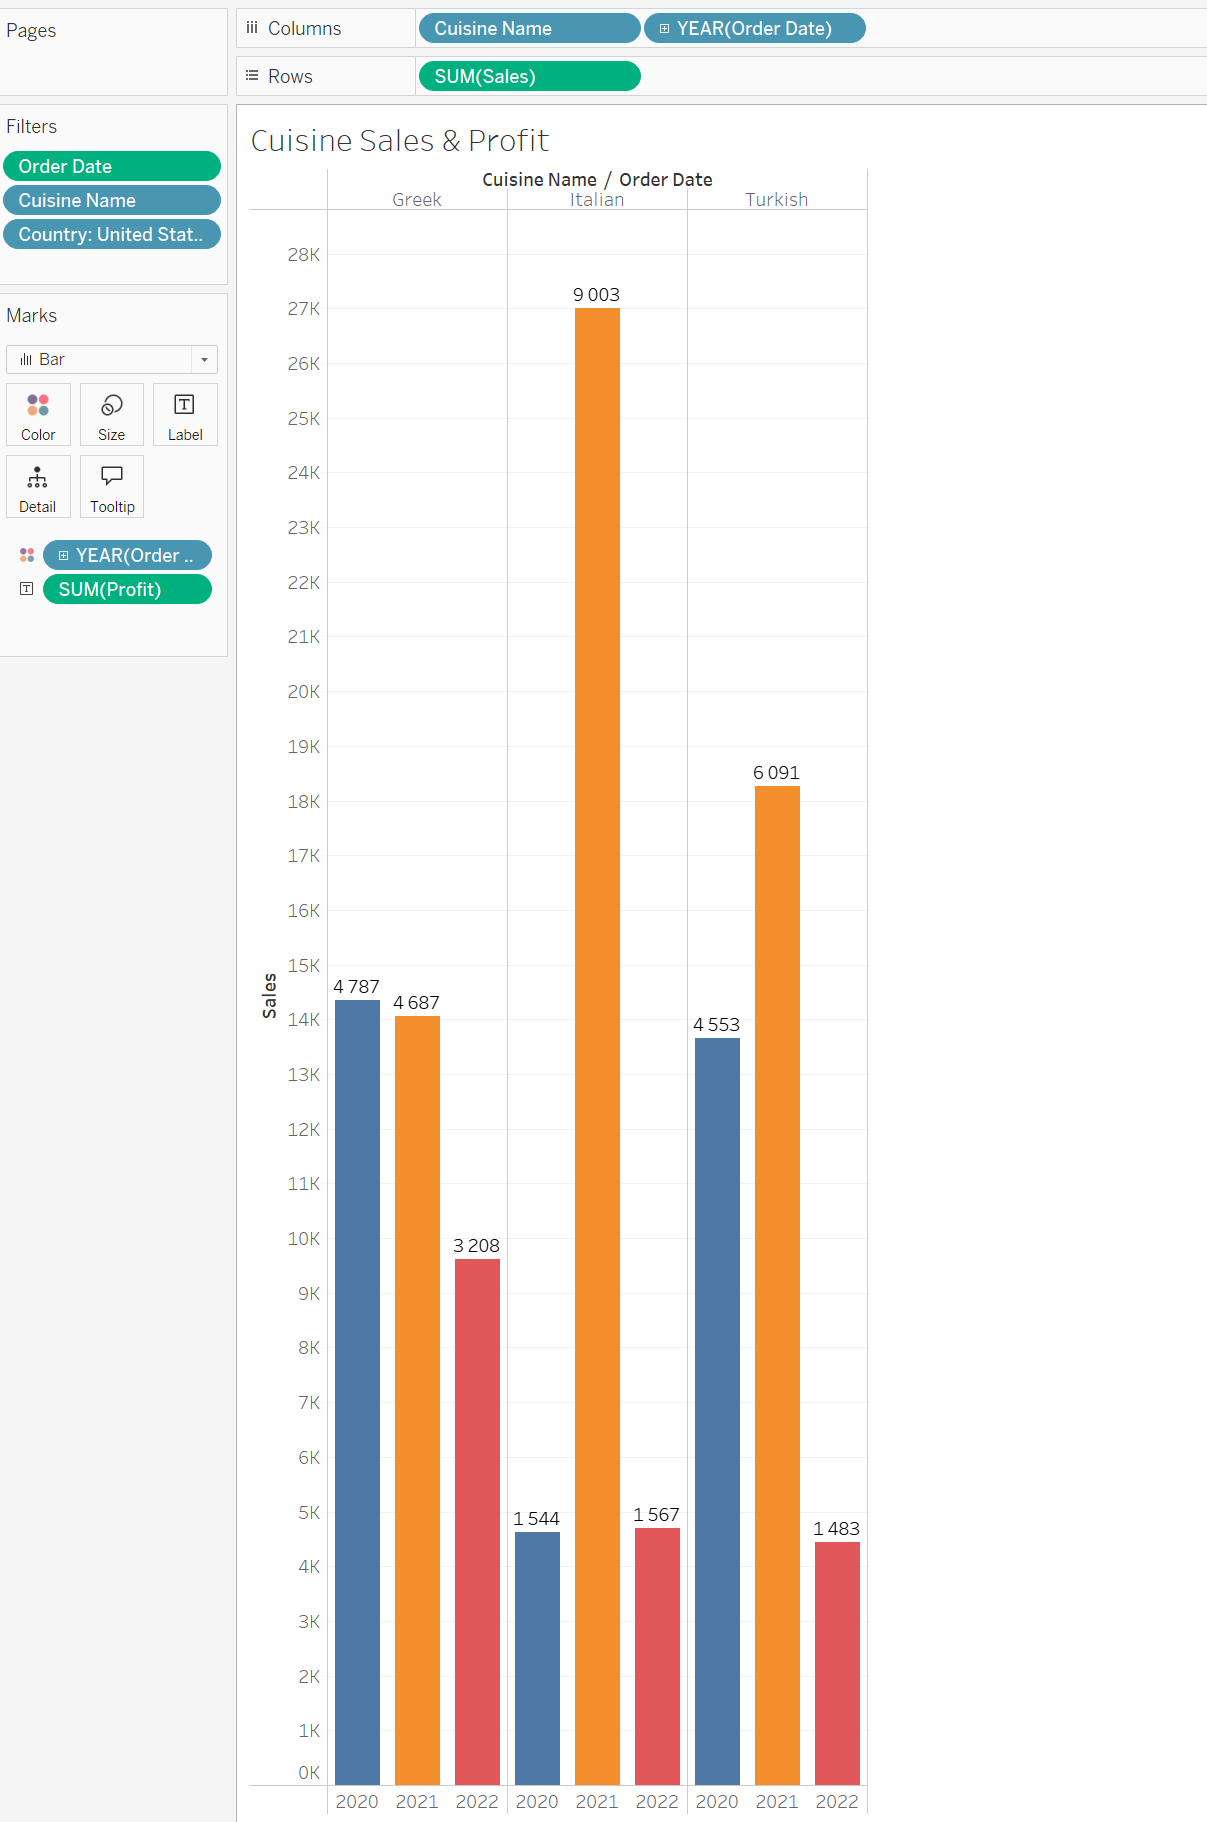 Pages
Columns
Cuisine Name
YEAR(Order Date)
Rows
SUM(Sales)
Filters
Order Date
Cuisine Name
Country: United Stat..
Marks
Bar
Color
Size
Label
Detail
Tooltip
YEAR(Order ..
SUM(Profit)
Cuisine Sales & Profit
Cuisine Name / Order Date
Greek
Italian
Turkish
Sales
28K
27K
26K
25K
24K
23K
22K
21K
20K
19K
18K
17K
16K
15K
14K
13K
12K
11K
10K
9K
8K
7K
6K
5K
4K
3K
2K
1K
0K
4 787
4 687
3 208
1 544
9 003
1 567
4 553
6 091
1 483
2020 2021 2022 2020 2021 2022 2020 2021 2022